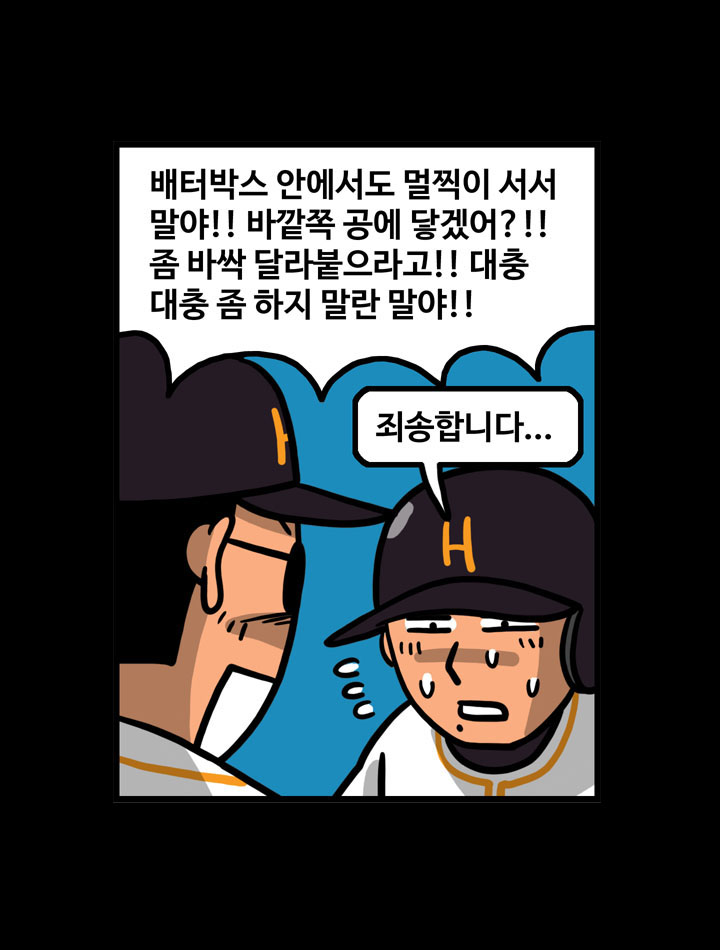 배터박스 안에서도 멀찍이 서서
말야!! 바깥쪽 공에 닿겠어?!!
좀 바싹 달라붙으라고!! 대충
대충 좀 하지 말란 말야!!
죄송합니다...
H
H